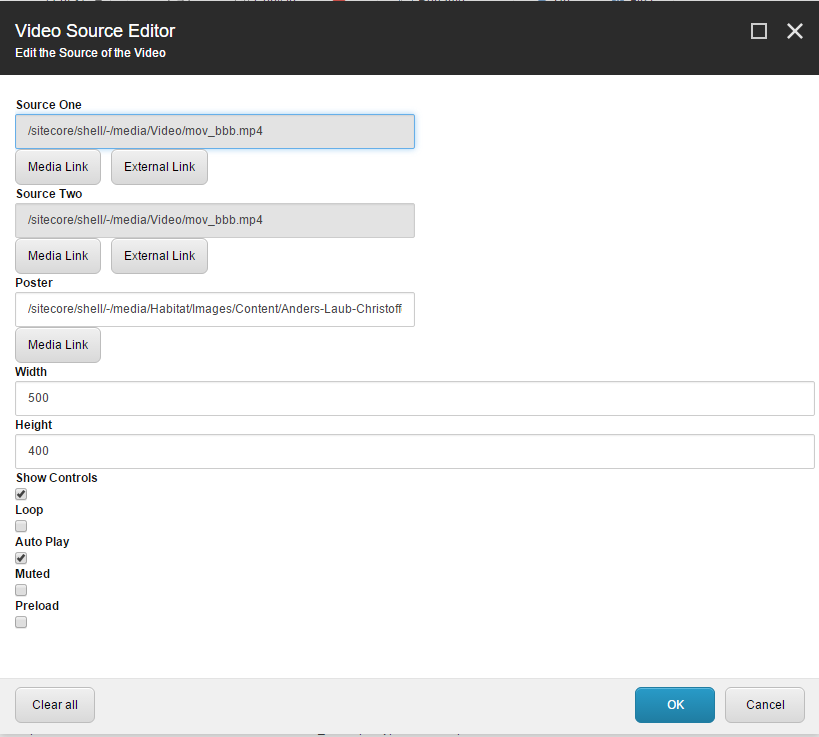 Video Source Editor
Edit the Source of the Video
Source One
/sitecore/shell/-/media/Video/mov_bbb.mp4
Media Link External Link
Source Two
/sitecore/shell/-/media/Video/mov_bbb.mp4
Media Link External Link
Poster
/sitecore/shell/-/media/Habitat/Images/Content/Anders-Laub-Christoff
Media Link
Width
500
Height
400
Show Controls
Loop
Auto Play
Muted
Preload
Clear all OK Cancel